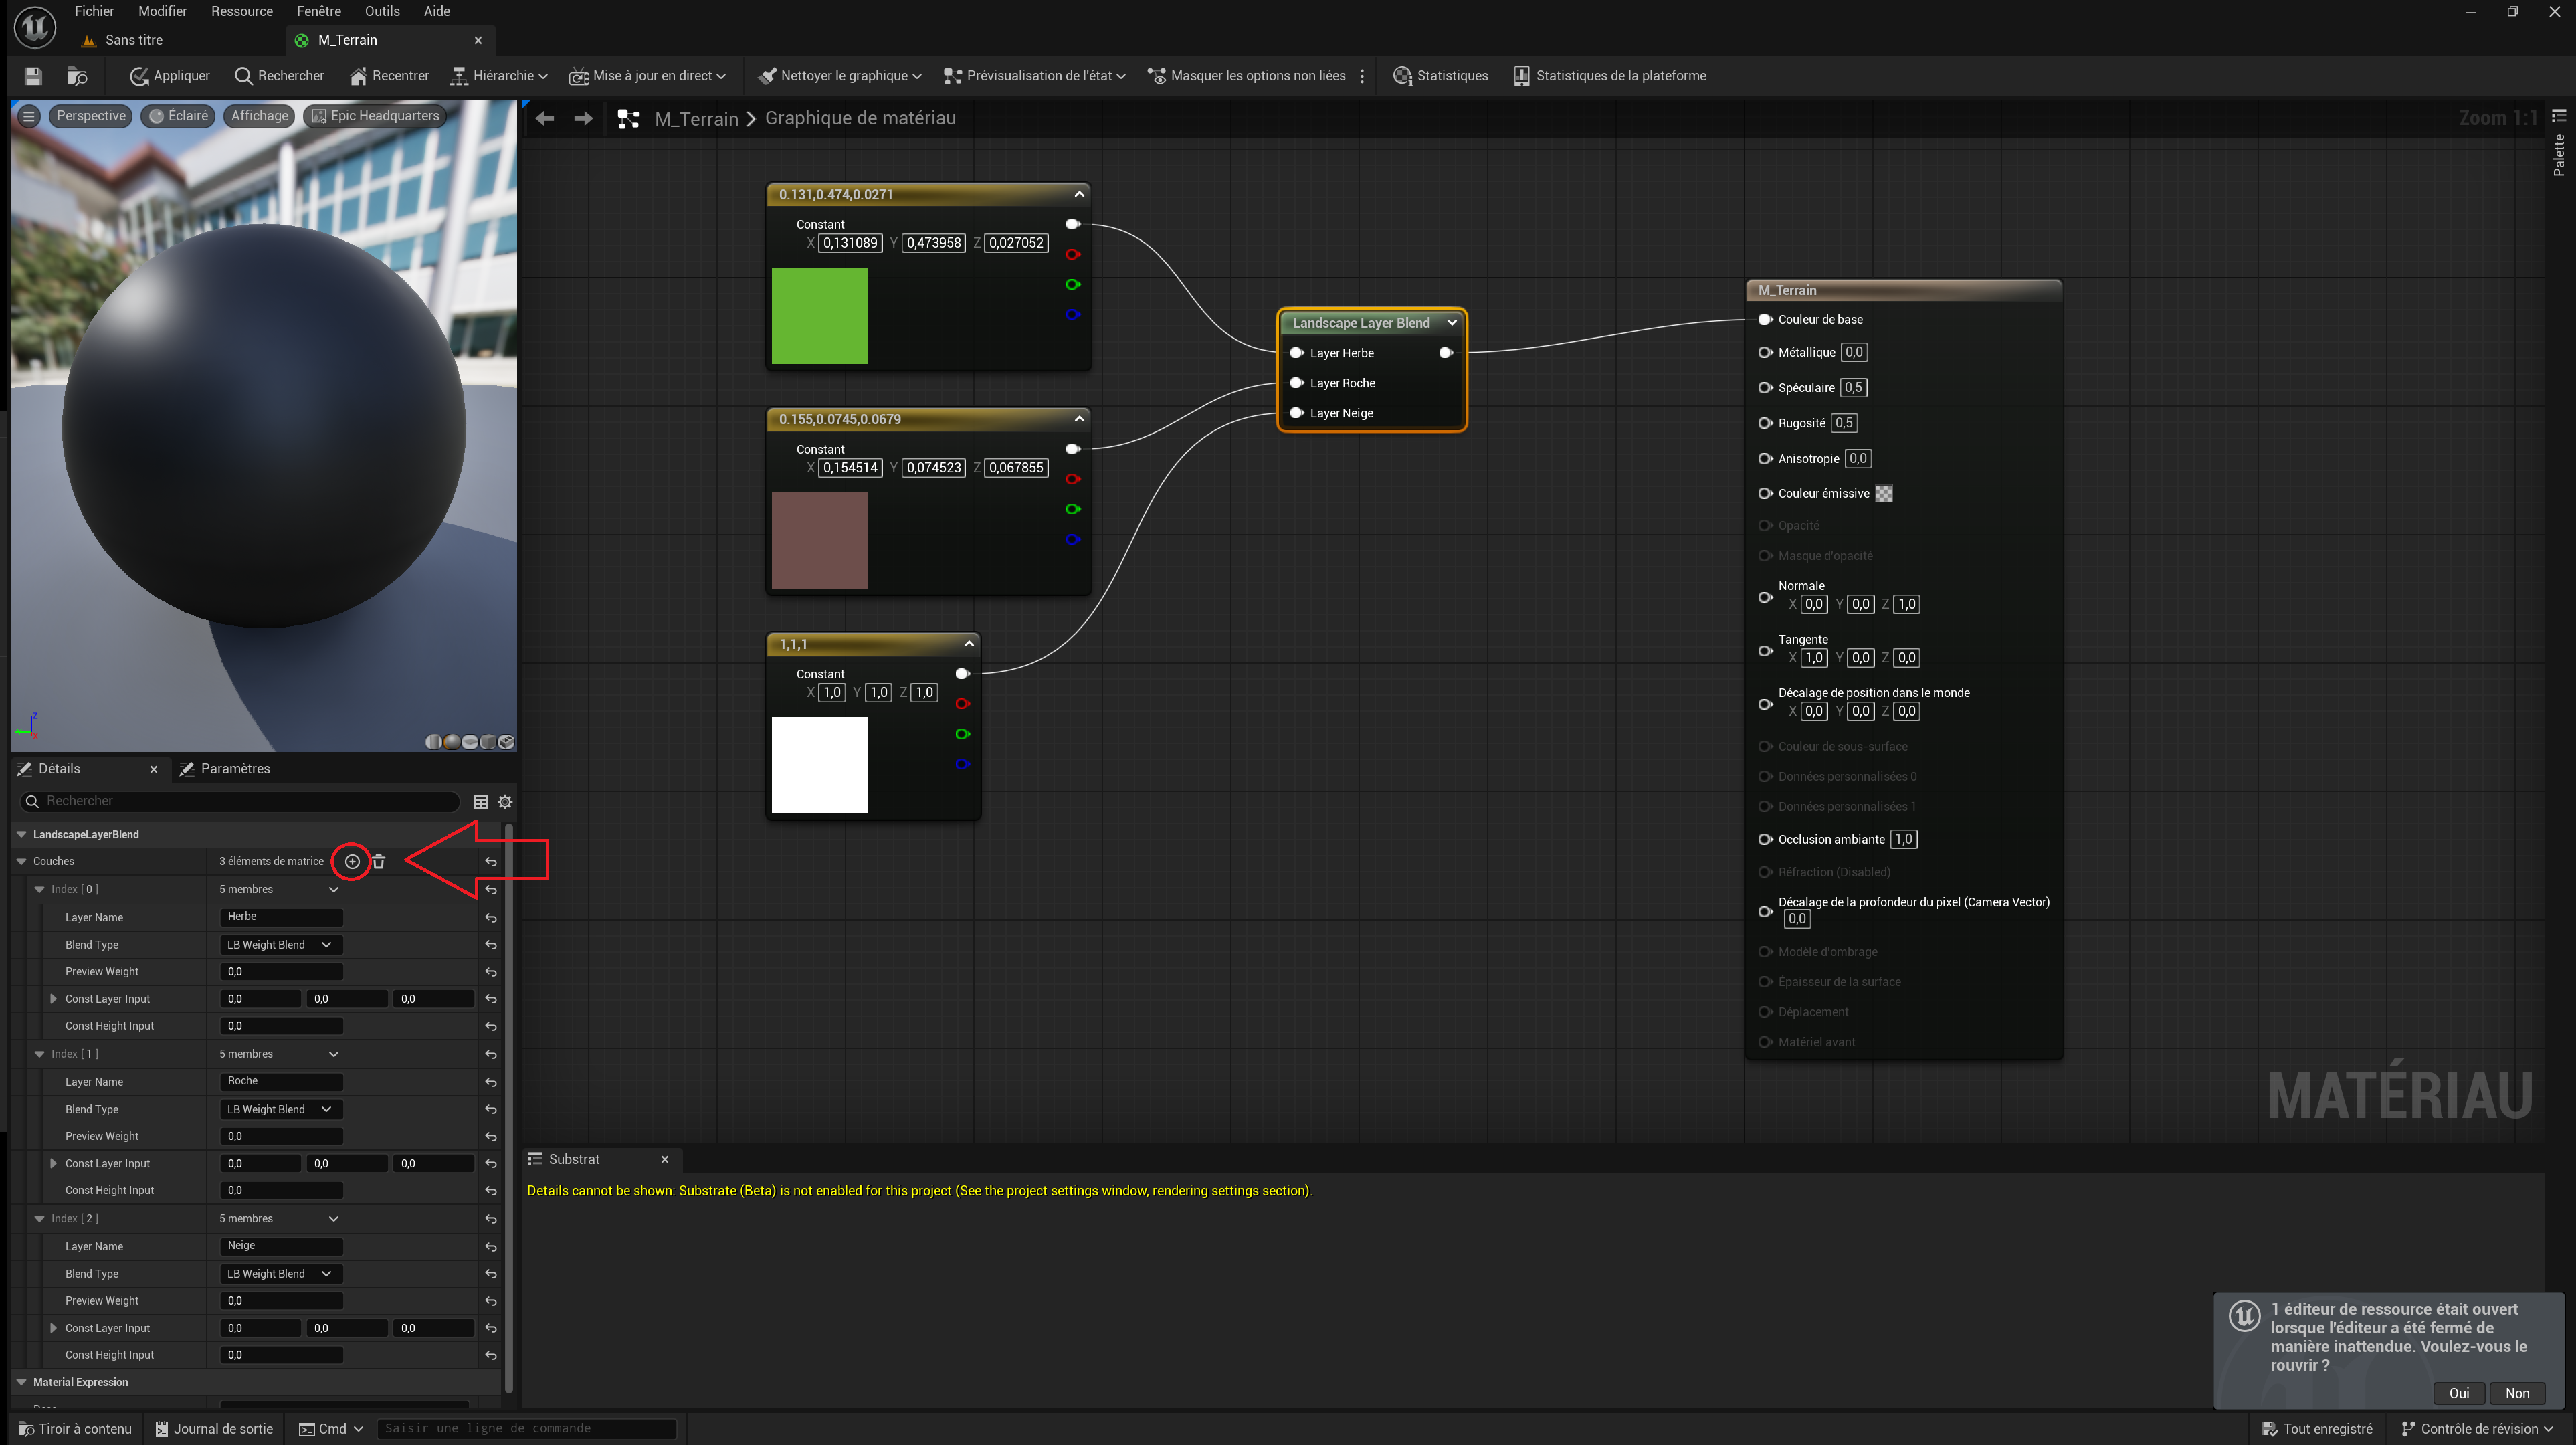 Fichier Modifier Ressource Fenêtre Outils Aide
Sans titre
M_Terrain
Appliquer Rechercher Recentrer Hiérarchie Mise à jour en direct Nettoyer le graphique Prévisualisation de l'état Masquer les options non liées Statistiques Statistiques de la plateforme
Perspective Éclairé Affichage Epic Headquarters
M_Terrain > Graphique de matériau
Zoom 1:1
Palette
0.131,0.474,0.0271
Constant
X 0,131089 Y 0,473958 Z 0,027052
0.155,0.0745,0.0679
Constant
X 0,154514 Y 0,074523 Z 0,067855
1,1,1
Constant
X 1,0 Y 1,0 Z 1,0
Landscape Layer Blend
Layer Herbe
Layer Roche
Layer Neige
M_Terrain
Couleur de base
Métallique 0,0
Spéculaire 0,5
Rugosité 0,5
Anisotropie 0,0
Couleur émissive
Opacité
Masque d'opacité
Normale
X 0,0 Y 0,0 Z 1,0
Tangente
X 1,0 Y 0,0 Z 0,0
Décalage de position dans le monde
X 0,0 Y 0,0 Z 0,0
Couleur de sous-surface
Données personnalisées 0
Données personnalisées 1
Occlusion ambiante 1,0
Réfraction (Disabled)
Décalage de la profondeur du pixel (Camera Vector)
0,0
Modèle d'ombrage
Épaisseur de la surface
Déplacement
Matériel avant
MATÉRIAU
Z
Y
X
Détails
Paramètres
Rechercher
LandscapeLayerBlend
Couches 3 éléments de matrice
Index [ 0 ] 5 membres
Layer Name Herbe
Blend Type LB Weight Blend
Preview Weight 0,0
Const Layer Input 0,0 0,0 0,0
Const Height Input 0,0
Index [ 1 ] 5 membres
Layer Name Roche
Blend Type LB Weight Blend
Preview Weight 0,0
Const Layer Input 0,0 0,0 0,0
Const Height Input 0,0
Index [ 2 ] 5 membres
Layer Name Neige
Blend Type LB Weight Blend
Preview Weight 0,0
Const Layer Input 0,0 0,0 0,0
Const Height Input 0,0
Material Expression
Substrat
Details cannot be shown: Substrate (Beta) is not enabled for this project (See the project settings window, rendering settings section).
1 éditeur de ressource était ouvert
lorsque l'éditeur a été fermé de
manière inattendue. Voulez-vous le
rouvrir ?
Oui Non
Tiroir à contenu Journal de sortie Cmd Saisir une ligne de commande Tout enregistré Contrôle de révision